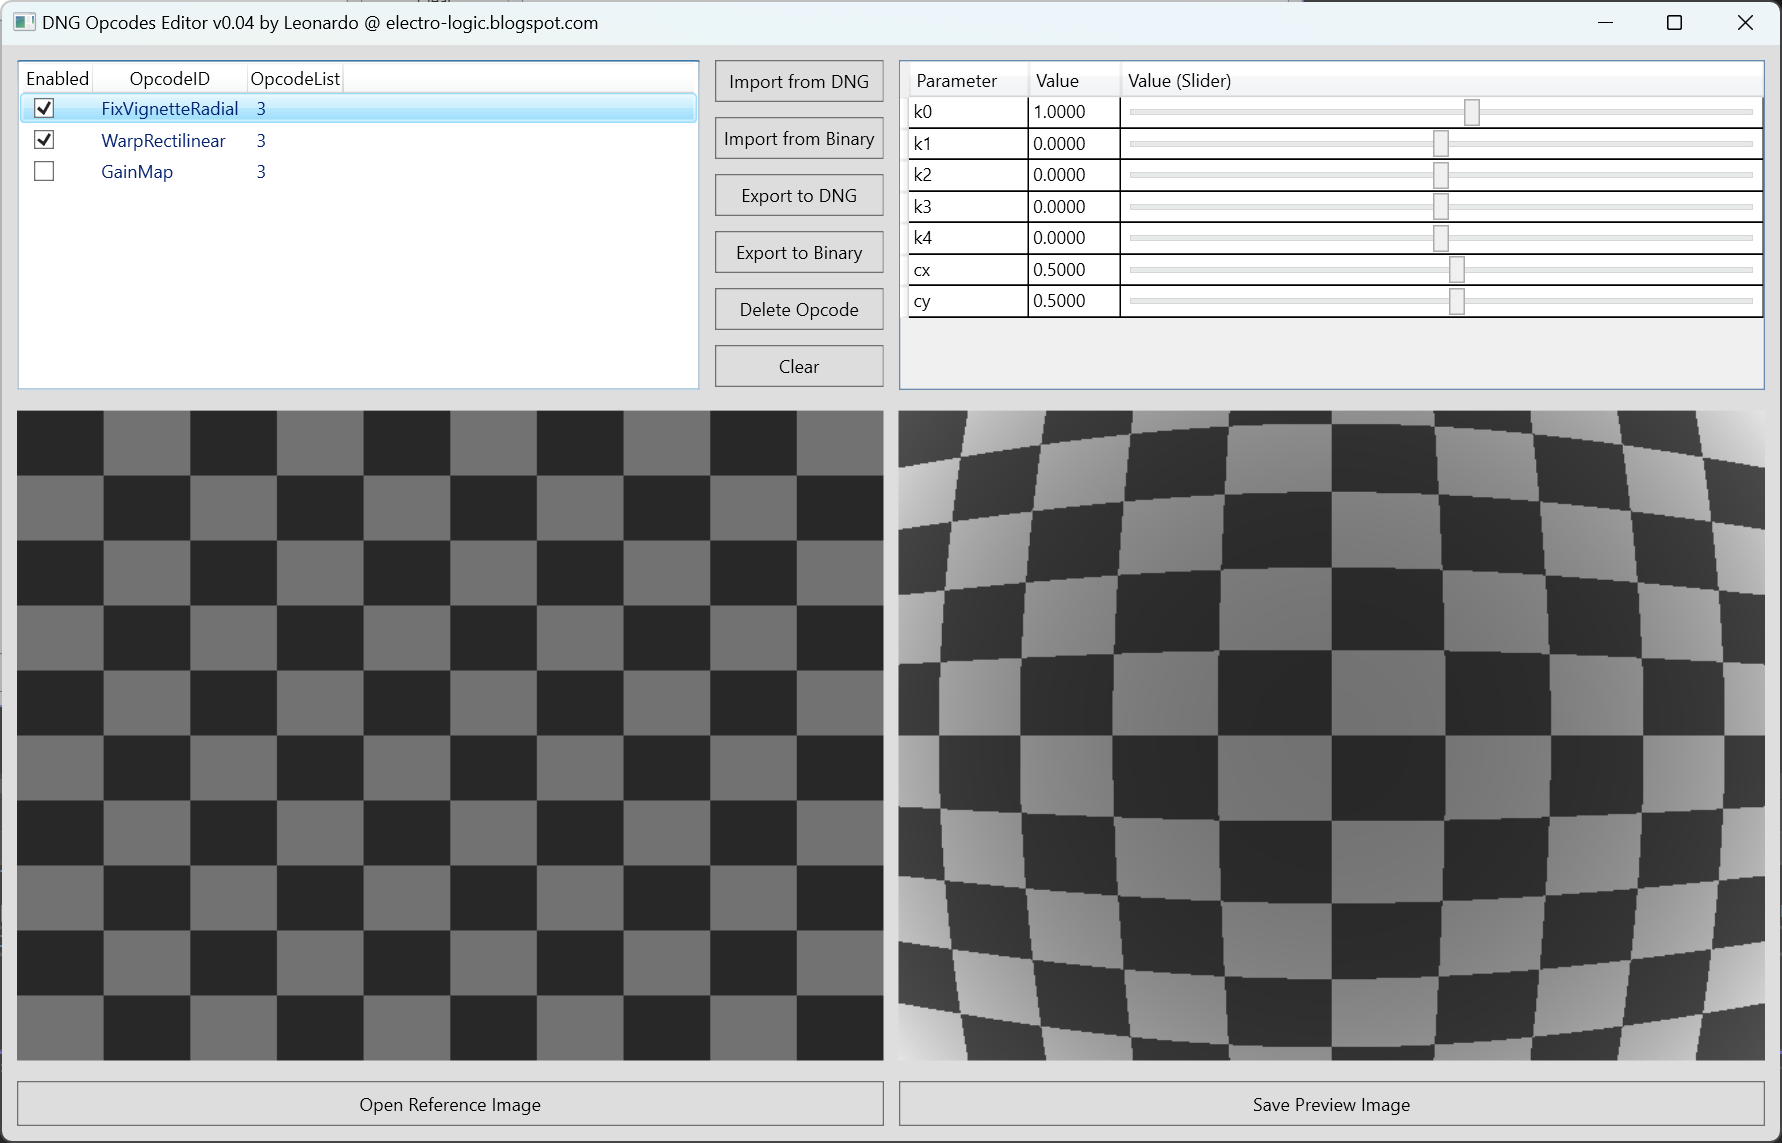 DNG Opcodes Editor v0.04 by Leonardo @ electro-logic.blogspot.com
Enabled OpcodeID OpcodeList
FixVignetteRadial 3
WarpRectilinear 3
GainMap 3
Import from DNG
Import from Binary
Export to DNG
Export to Binary
Delete Opcode
Clear
Parameter Value Value (Slider)
k0 1.0000
k1 0.0000
k2 0.0000
k3 0.0000
k4 0.0000
cx 0.5000
cy 0.5000
Open Reference Image
Save Preview Image